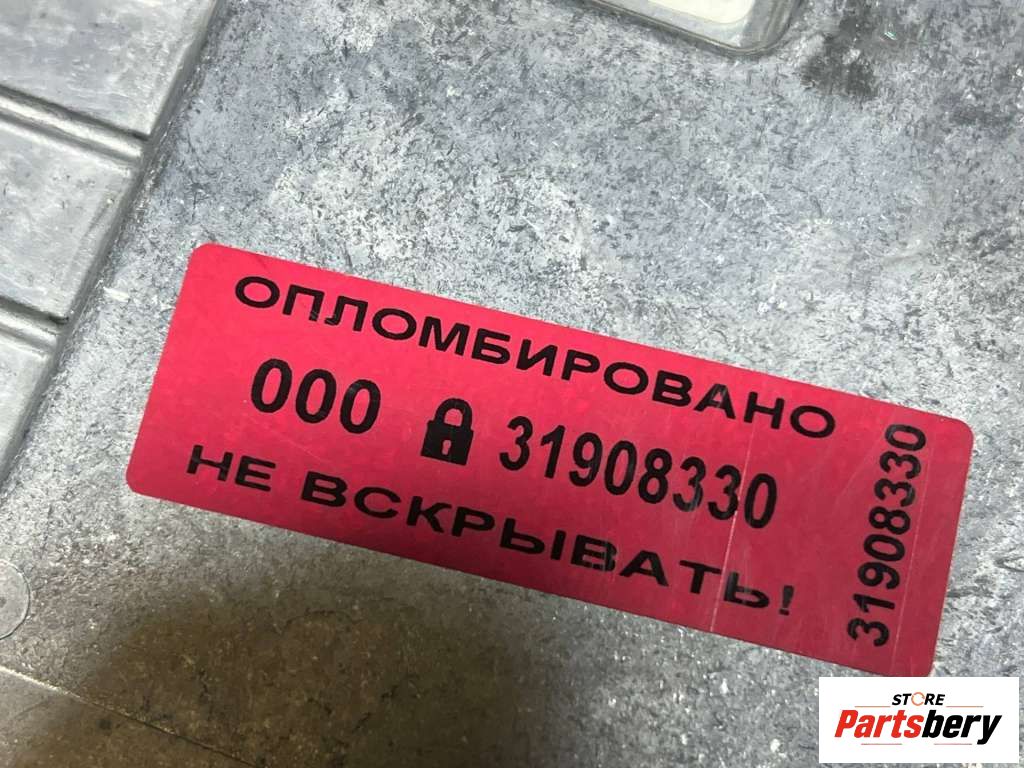 ОПЛОМБИРОВАНО
000 31908330
НЕ ВСКРЫВАТЬ!
31908330
STORE
Partsbery